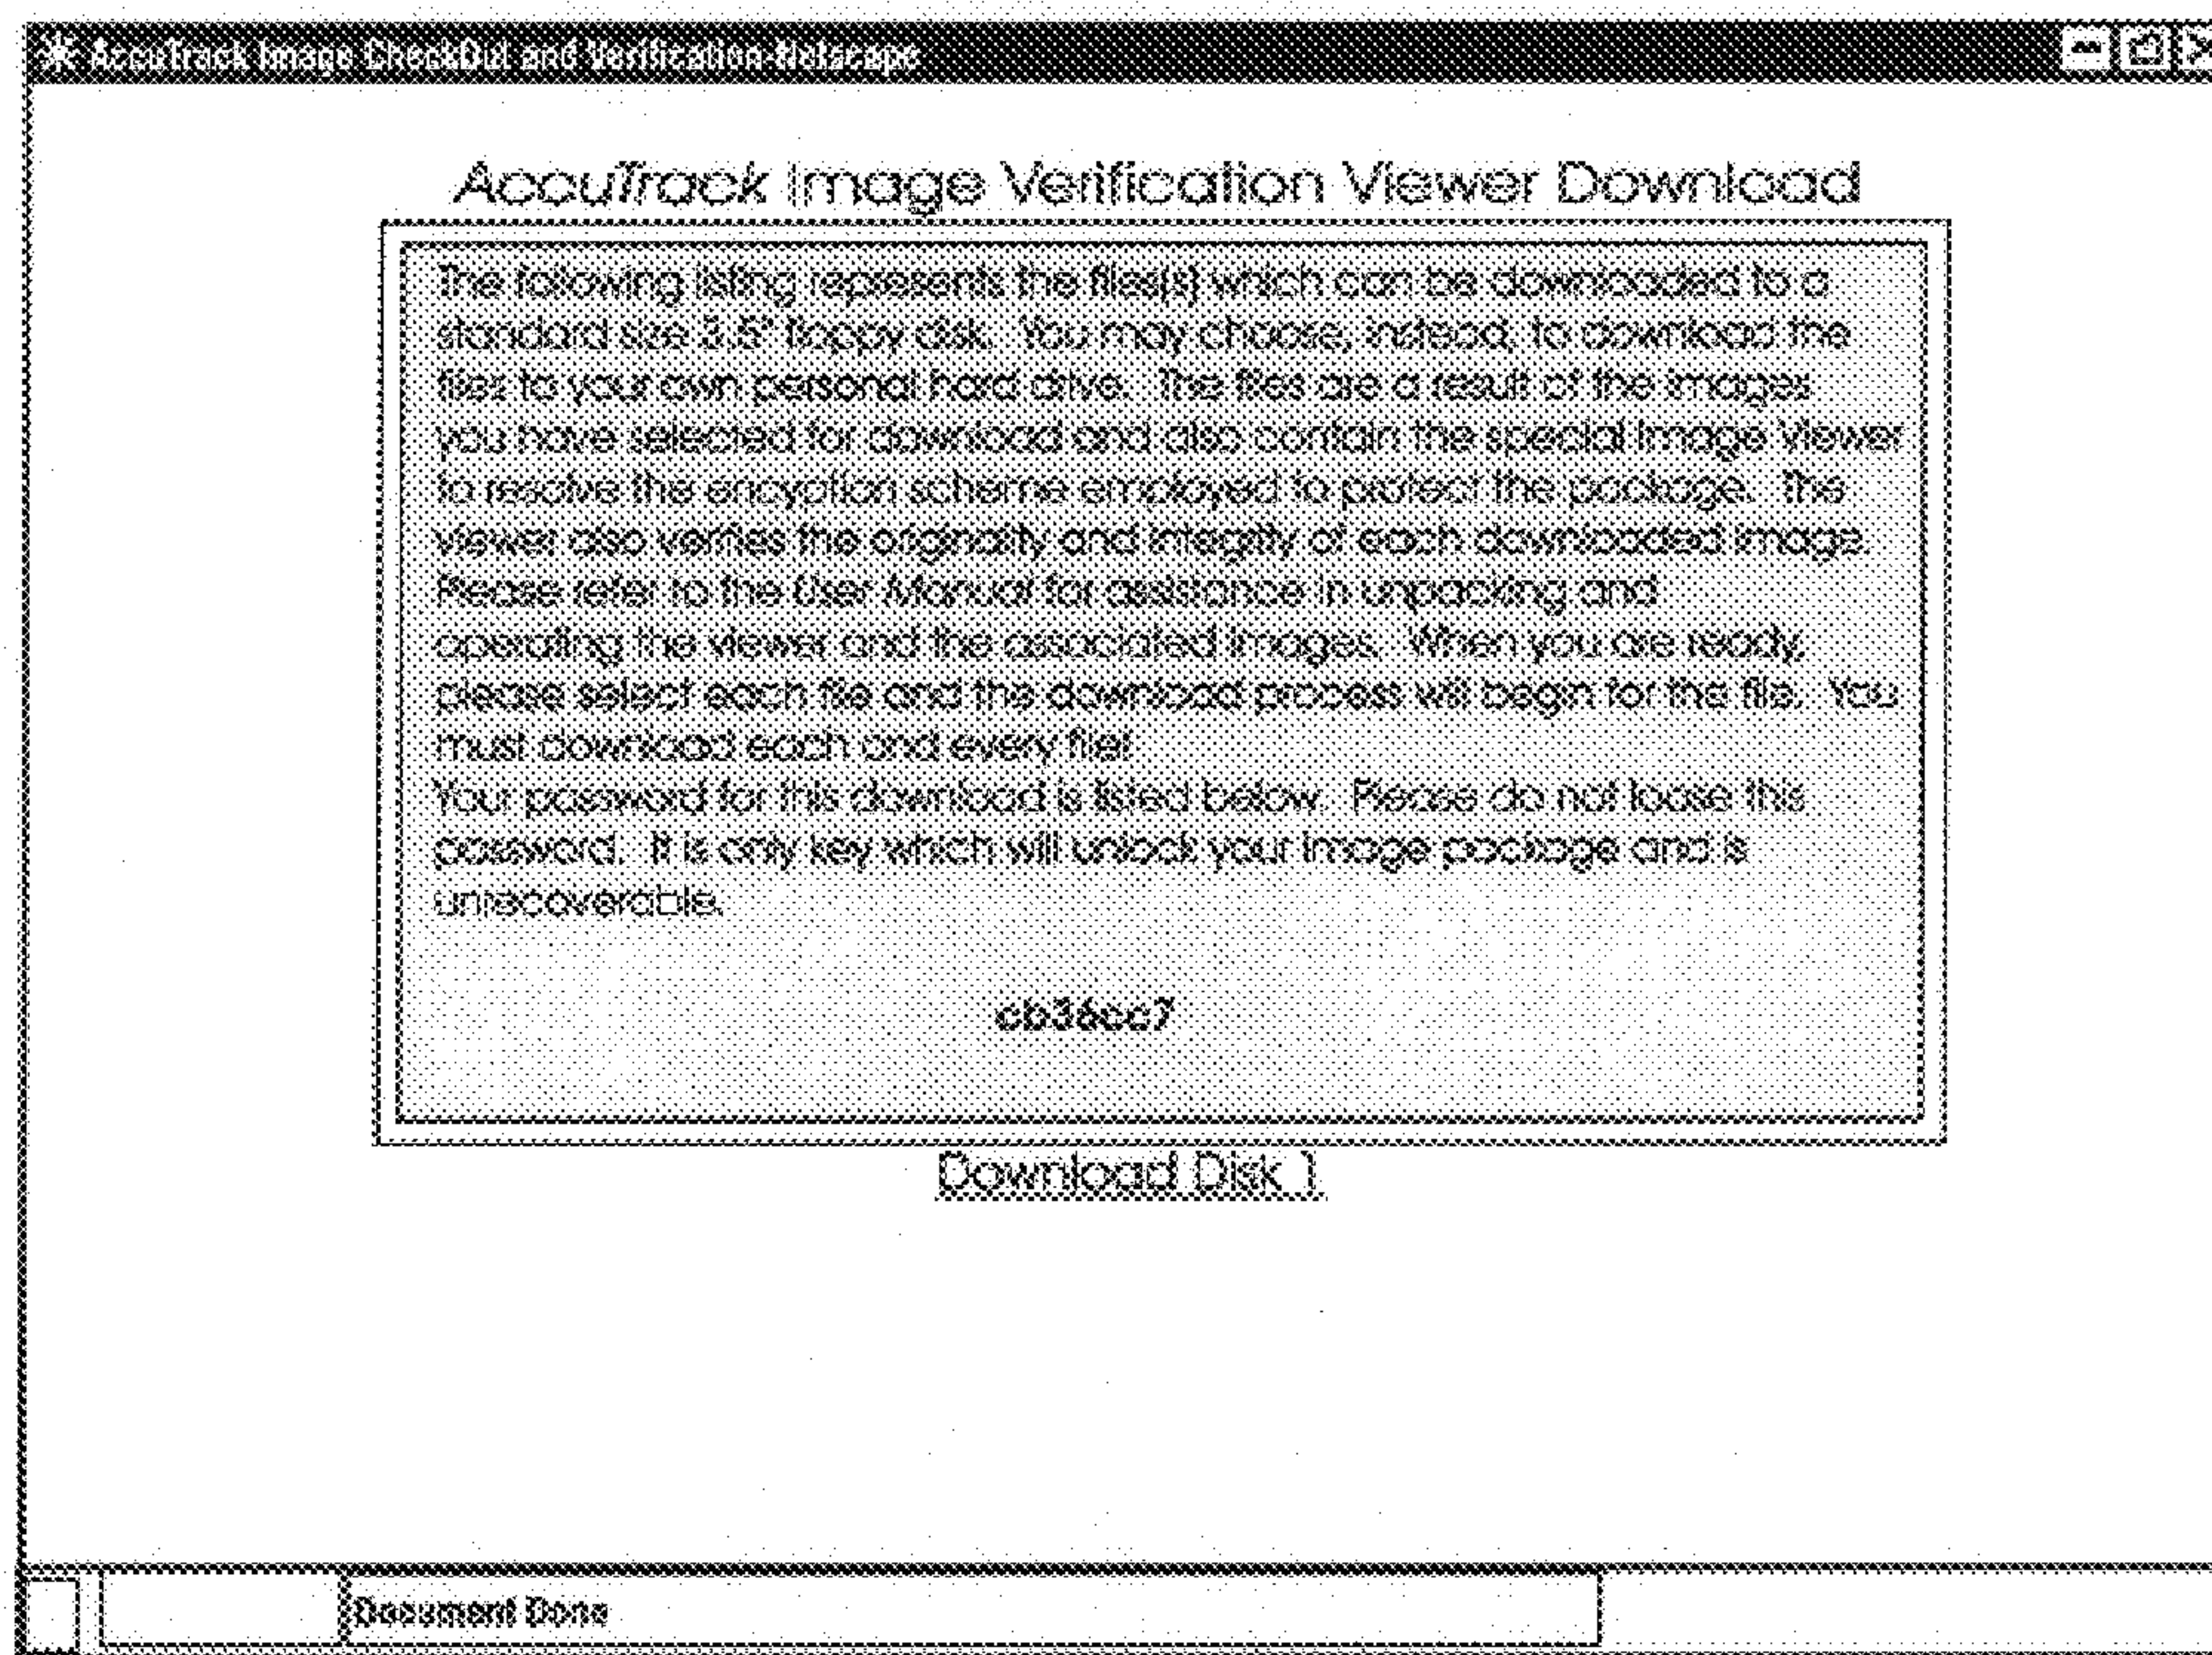 AccuTrack Image CheckOut and Verification-Netscape
AccuTrack Image Verification Viewer Download
The following listing represents the files(s) which can be downloaded to a
standard size 3.5" floppy disk. You may choose, instead, to download the
files to your own personal hard drive. The files are a result of the images
you have selected for download and also contain the special Image Viewer
to resolve the encyption scheme employed to protect the package. The
viewer also verifies the originality and integrity of each downloaded image.
Please refer to the User Manual for assistance in unpacking and
operating the viewer and the associated images. When you are ready,
please select each file and the download process will begin for the file. You
must download each and every file!
Your password for this download is listed below. Please do not loose this
password. It is only key which will unlock your image package and is
unrecoverable.
cb36cc7
Download Disk 1
Document Done